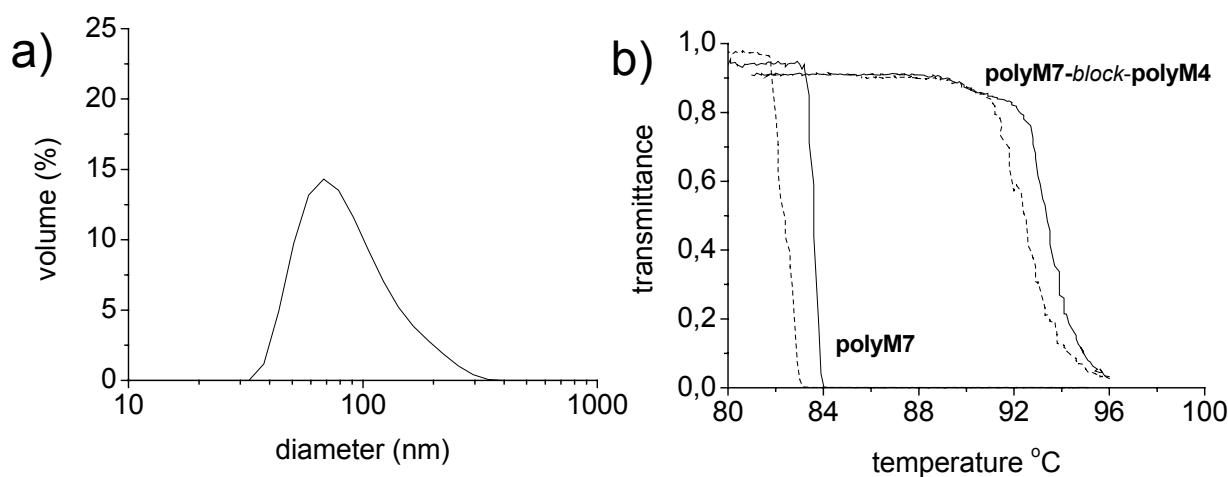 a)
25
20
15
10
5
0
volume (%)
10
100
1000
diameter (nm)
b)
1,0
0,8
0,6
0,4
0,2
0,0
transmittance
polyM7-block-polyM4
polyM7
80
84
88
92
96
100
temperature °C